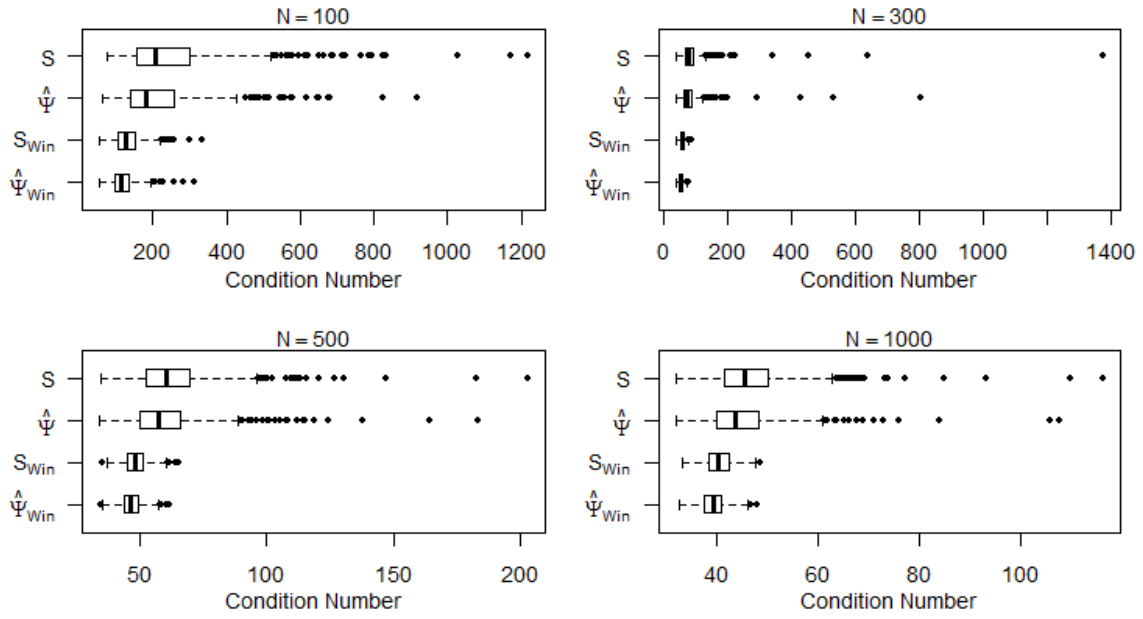 N = 100
S
Ψ̂
S_Win
Ψ̂_Win
200 400 600 800 1000 1200
Condition Number
N = 300
S
Ψ̂
S_Win
Ψ̂_Win
0 200 400 600 800 1000 1400
Condition Number
N = 500
S
Ψ̂
S_Win
Ψ̂_Win
50 100 150 200
Condition Number
N = 1000
S
Ψ̂
S_Win
Ψ̂_Win
40 60 80 100
Condition Number